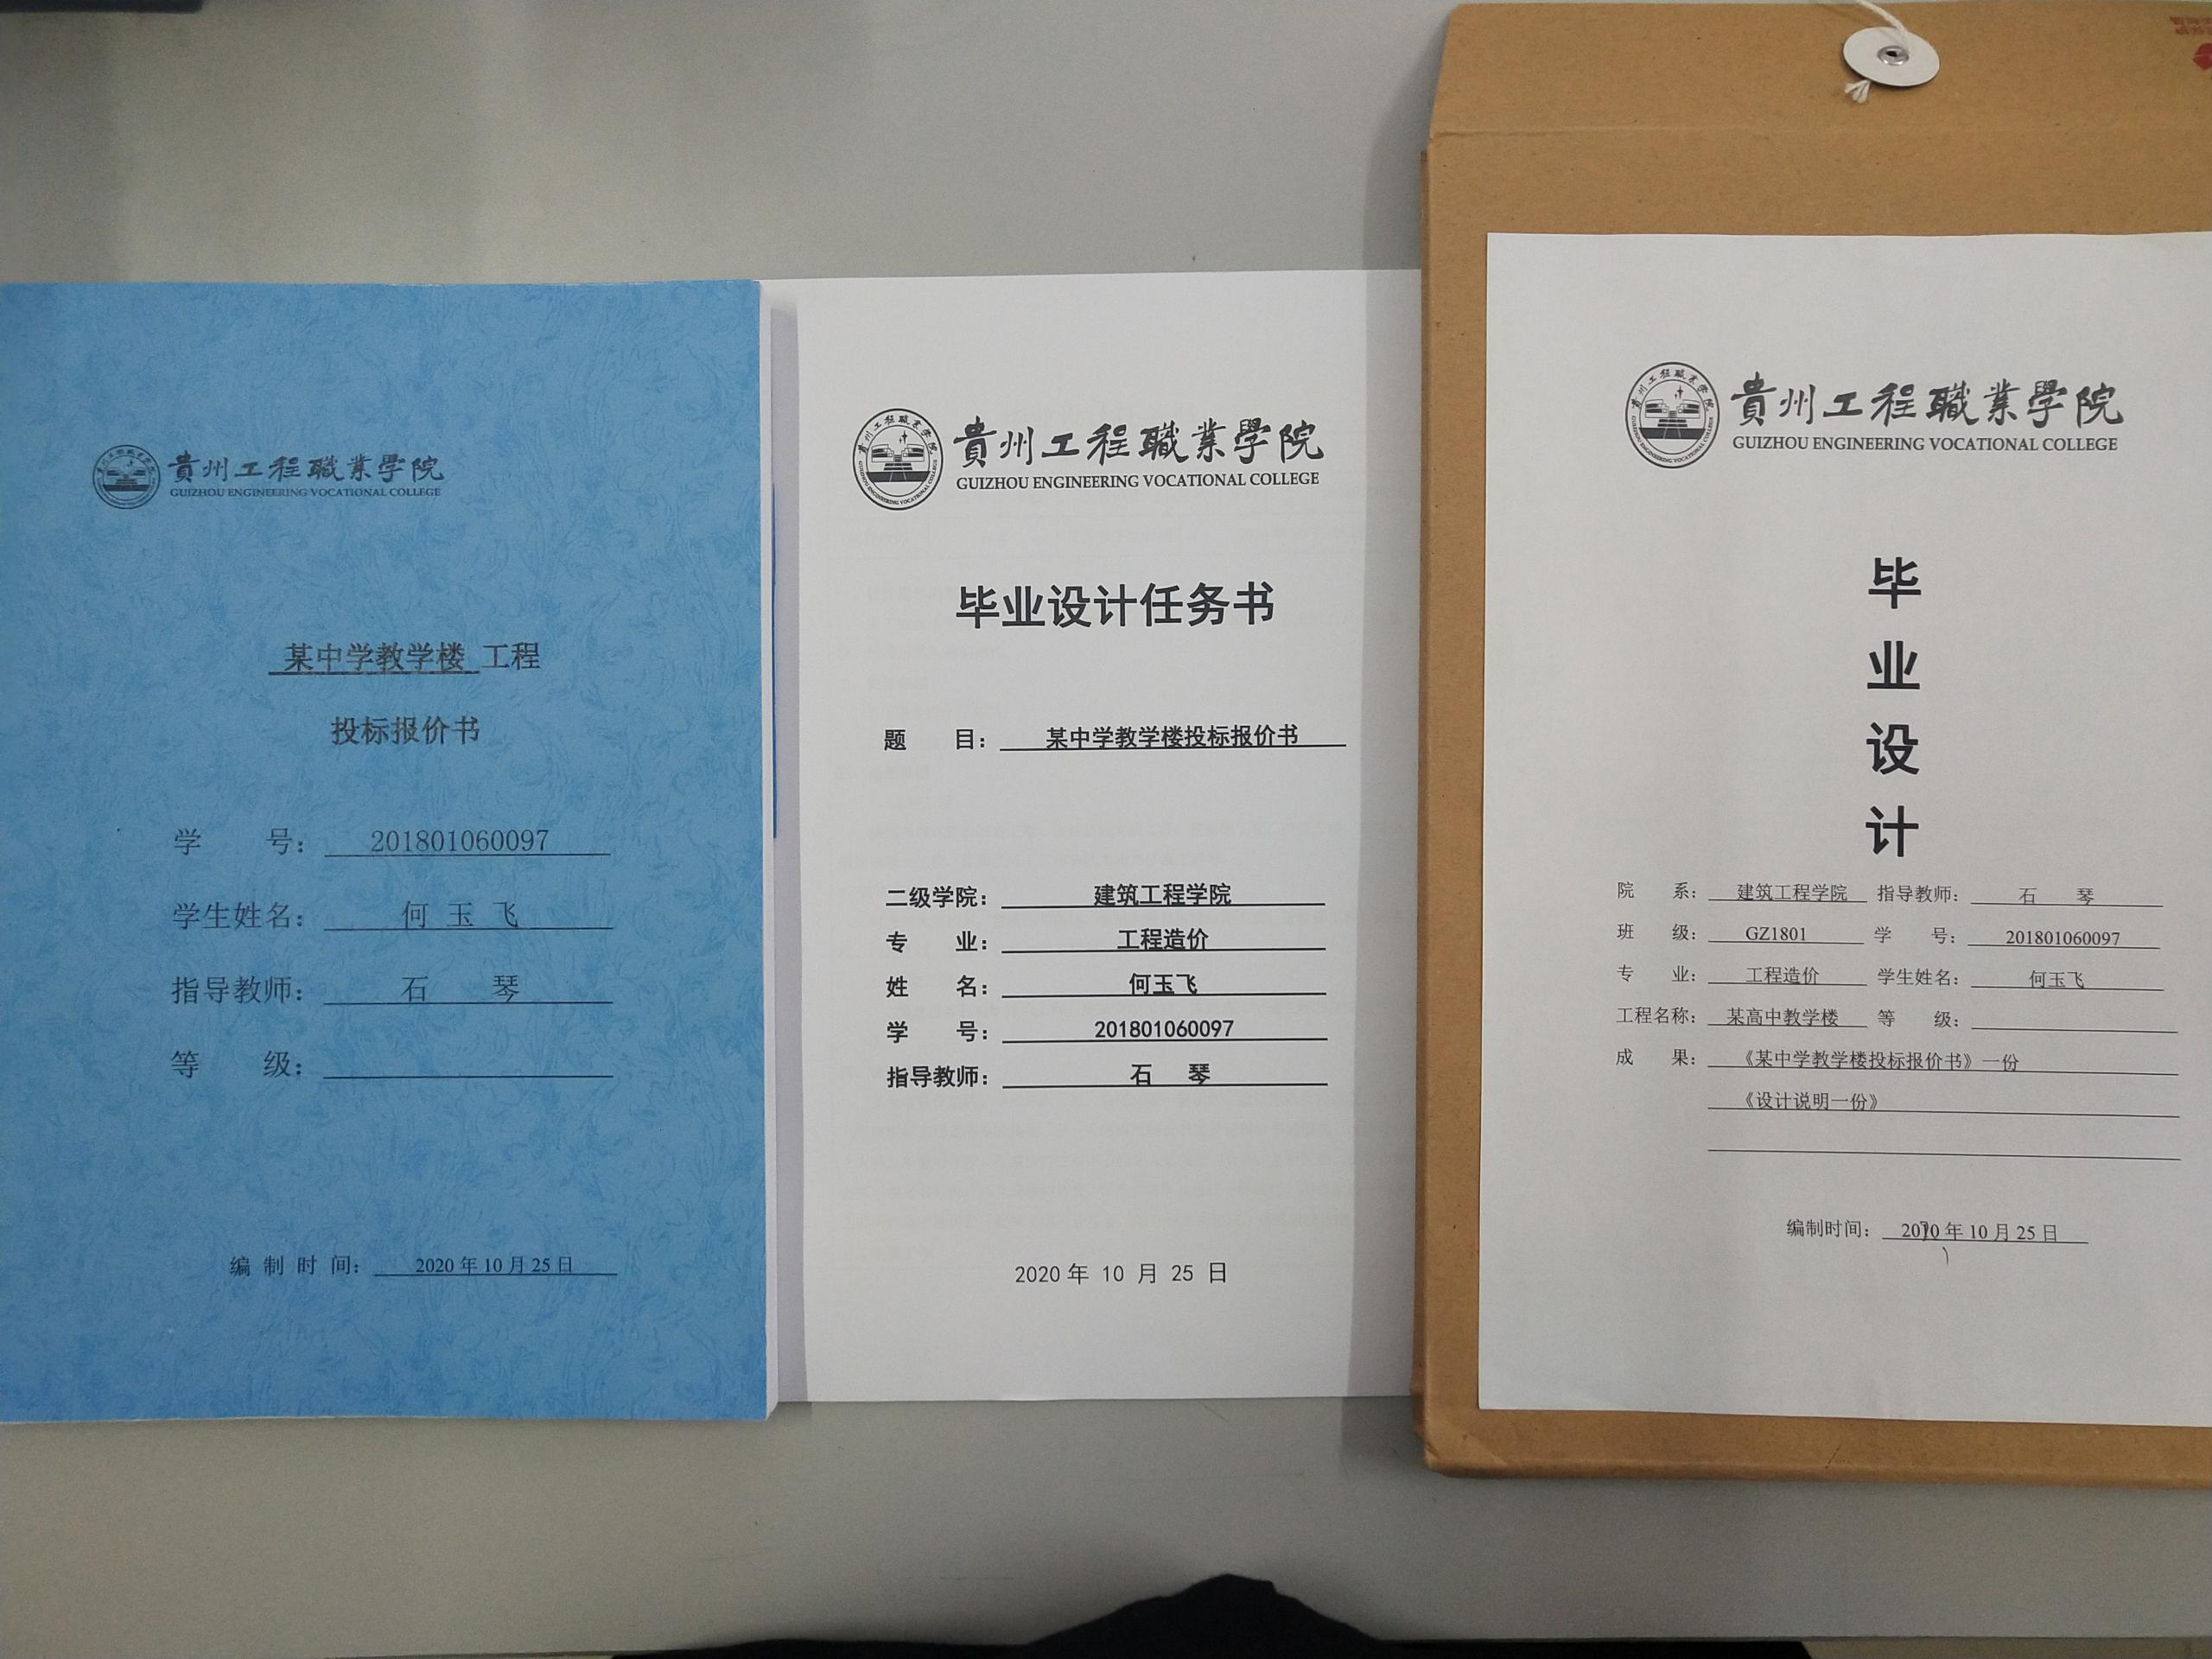 貴州工程職業學院
GUIZHOU ENGINEERING VOCATIONAL COLLEGE
某中学教学楼 工程
投标报价书
学 号： 201801060097
学生姓名： 何 玉 飞
指导教师： 石 琴
等 级：
编 制 时 间： 2020年10月25日
貴州工程職業學院
GUIZHOU ENGINEERING VOCATIONAL COLLEGE
毕业设计任务书
题 目： 某中学教学楼投标报价书
二级学院： 建筑工程学院
专 业： 工程造价
姓 名： 何玉飞
学 号： 201801060097
指导教师： 石 琴
2020年 10 月 25 日
貴州工程職業學院
GUIZHOU ENGINEERING VOCATIONAL COLLEGE
毕
业
设
计
院 系： 建筑工程学院 指导教师： 石 琴
班 级： GZ1801 学 号： 201801060097
专 业： 工程造价 学生姓名： 何玉飞
工程名称： 某高中教学楼 等 级：
成 果： 《某中学教学楼投标报价书》一份
《设计说明一份》
编制时间： 年10月25日